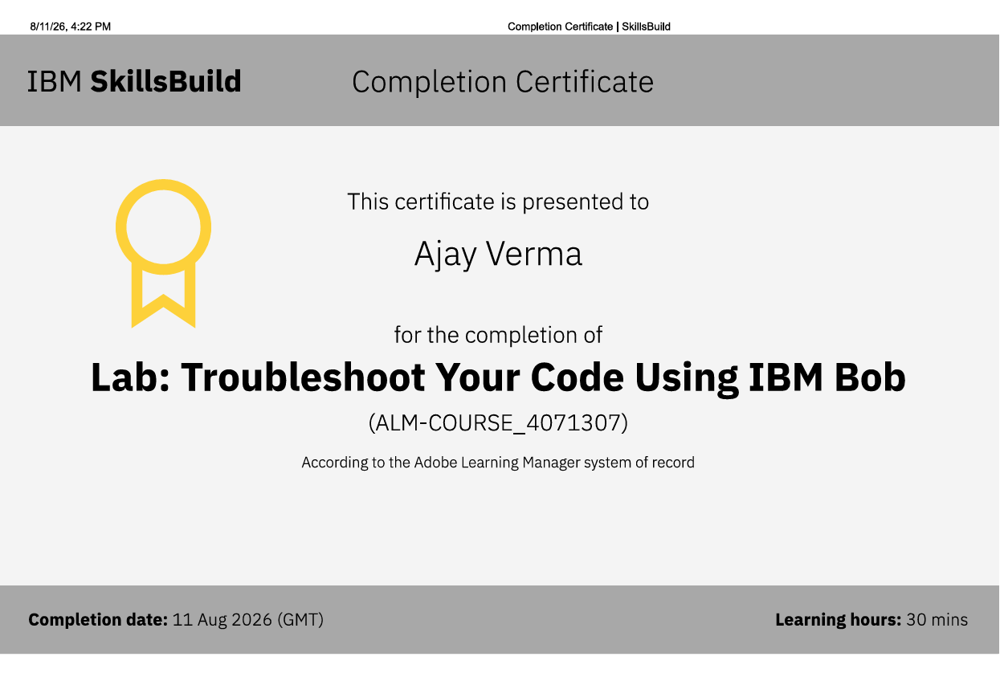 8/11/26, 4:22 PM
Completion Certificate | SkillsBuild
IBM SkillsBuild
Completion Certificate
This certificate is presented to
Ajay Verma
for the completion of
Lab: Troubleshoot Your Code Using IBM Bob
(ALM-COURSE_4071307)
According to the Adobe Learning Manager system of record
Completion date: 11 Aug 2026 (GMT)
Learning hours: 30 mins